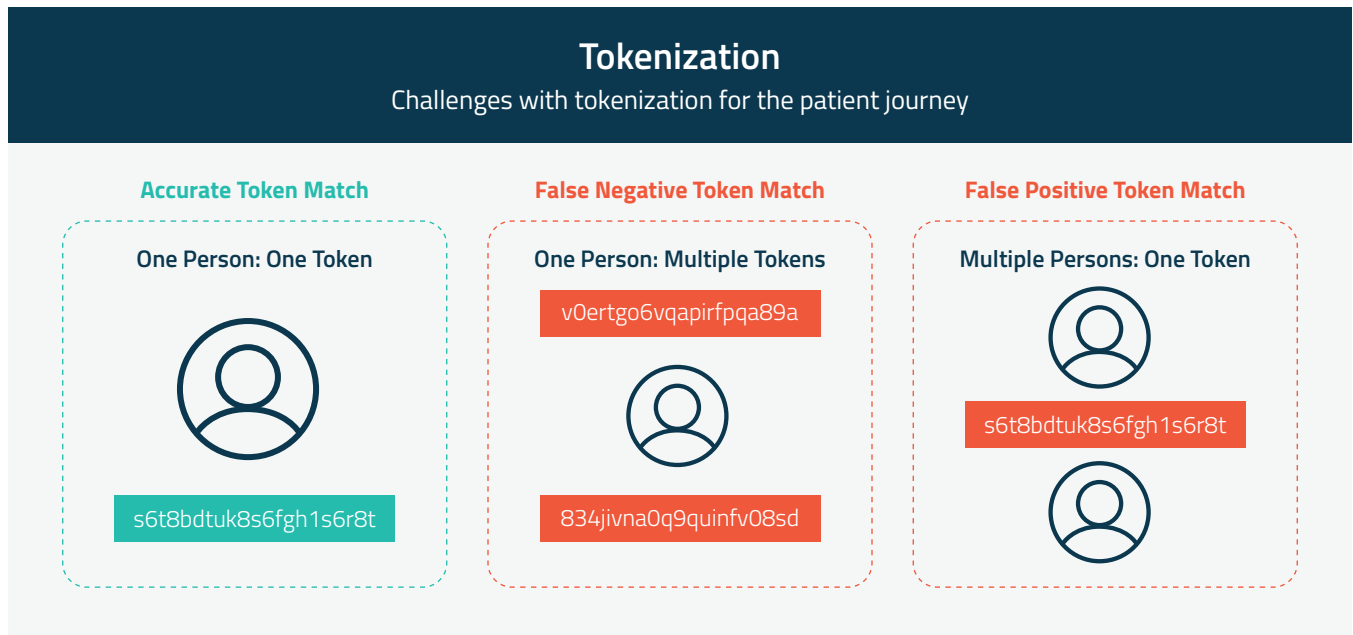 Tokenization
Challenges with tokenization for the patient journey
Accurate Token Match
One Person: One Token
s6t8bdtuk8s6fgh1s6r8t
False Negative Token Match
One Person: Multiple Tokens
v0ertgo6vqapirfpqa89a
834jivna0q9quinfv08sd
False Positive Token Match
Multiple Persons: One Token
s6t8bdtuk8s6fgh1s6r8t